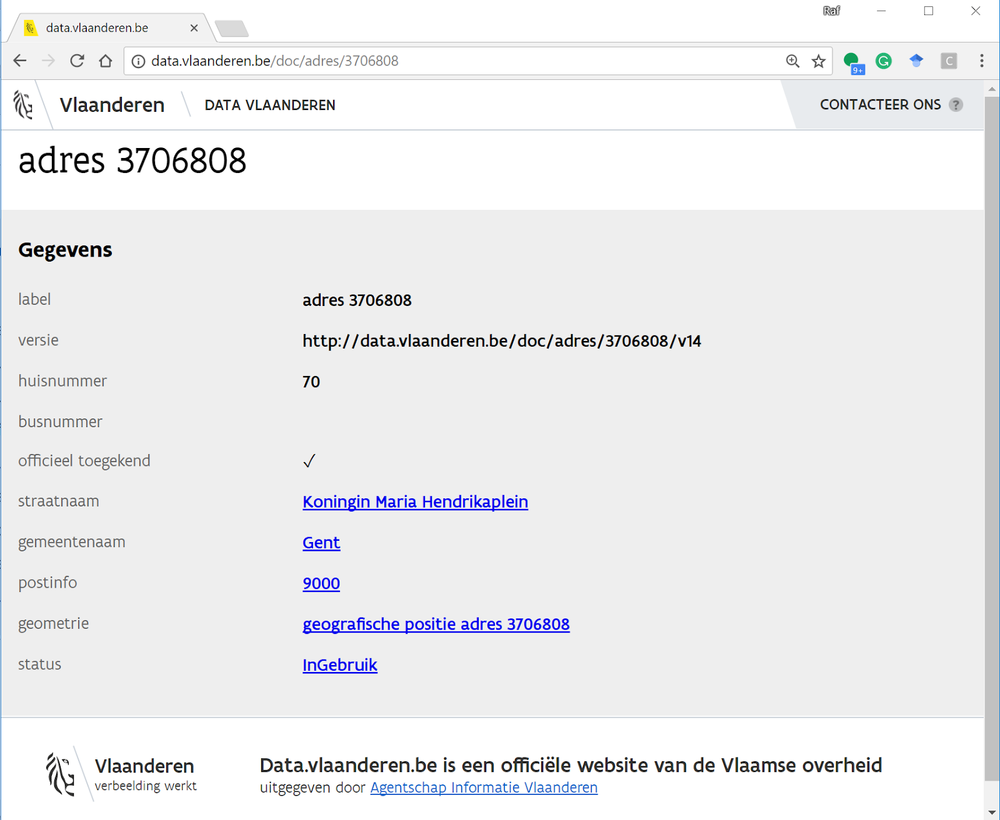 Raf
data.vlaanderen.be
data.vlaanderen.be/doc/adres/3706808
9+
G
C
Vlaanderen
DATA VLAANDEREN
CONTACTEER ONS ?
adres 3706808
Gegevens
label adres 3706808
versie http://data.vlaanderen.be/doc/adres/3706808/v14
huisnummer 70
busnummer
officieel toegekend ✓
straatnaam Koningin Maria Hendrikaplein
gemeentenaam Gent
postinfo 9000
geometrie geografische positie adres 3706808
status InGebruik
Vlaanderen
verbeelding werkt
Data.vlaanderen.be is een officiële website van de Vlaamse overheid
uitgegeven door Agentschap Informatie Vlaanderen